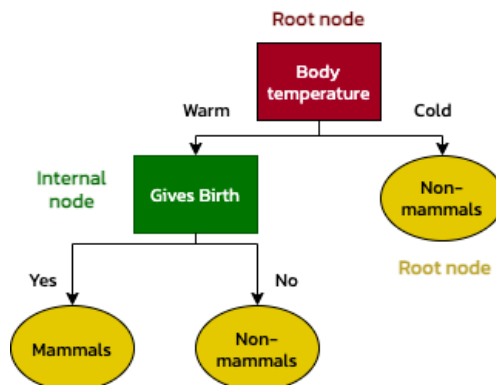 Root node
Body
temperature
Warm
Cold
Internal
node
Gives Birth
Non-
mammals
Root node
Yes
No
Mammals
Non-
mammals